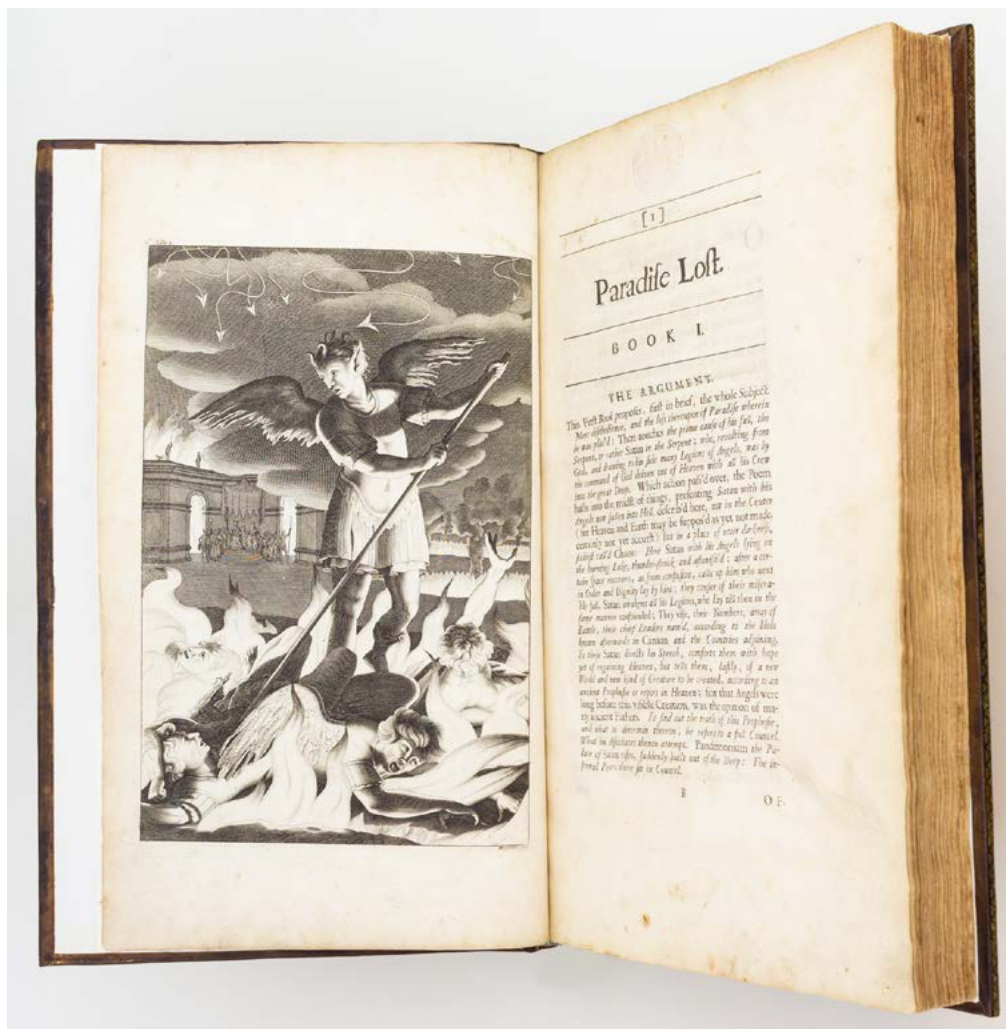 [1]
Paradiſe Loſt.
BOOK I.
THE ARGUMENT.
This Firſt Book propoſes, firſt in brief, the whole Subject,
Mans diſobedience, and the loſs thereupon of Paradiſe wherein
he was plac'd: Then touches the prime cauſe of his fall, the
Serpent, or rather Satan in the Serpent; who, revolting from
God, and drawing to his ſide many Legions of Angels, was by
the command of God driven out of Heaven with all his Crew
into the great Deep. Which action paſs'd over, the Poem
haſts into the midſt of things, preſenting Satan with his
Angels now fallen into Hell, deſcrib'd here, not in the Center
(for Heaven and Earth may be ſuppos'd as yet not made,
certainly not yet accurſt) but in a place of utter darkneſs,
fitlieſt call'd Chaos: Here Satan with his Angels lying on
the burning Lake, thunder-ſtruck and aſtoniſh'd; after a cer-
tain ſpace recovers, as from confuſion, calls up him who next
in Order and Dignity lay by him; they confer of their miſera-
ble fall. Satan awakens all his Legions, who lay till then in the
ſame manner confounded; They riſe, their Numbers, array of
Battle, their chief Leaders nam'd, according to the Idols
known afterwards in Canaan and the Countries adjoining.
To theſe Satan directs his Speech, comforts them with hope
yet of regaining Heaven, but tells them, laſtly, of a new
World and new kind of Creature to be created, according to an
ancient Propheſie or report in Heaven; for that Angels were
long before this viſible Creation, was the opinion of ma-
ny ancient Fathers. To find out the truth of this Propheſie,
and what to determin thereon, he refers to a full Councel.
What his Aſſociates thence attempt. Pandemonium the Pa-
lace of Satan riſes, ſuddenly built out of the Deep: The in-
fernal Peers there ſit in Councel.
B
OF